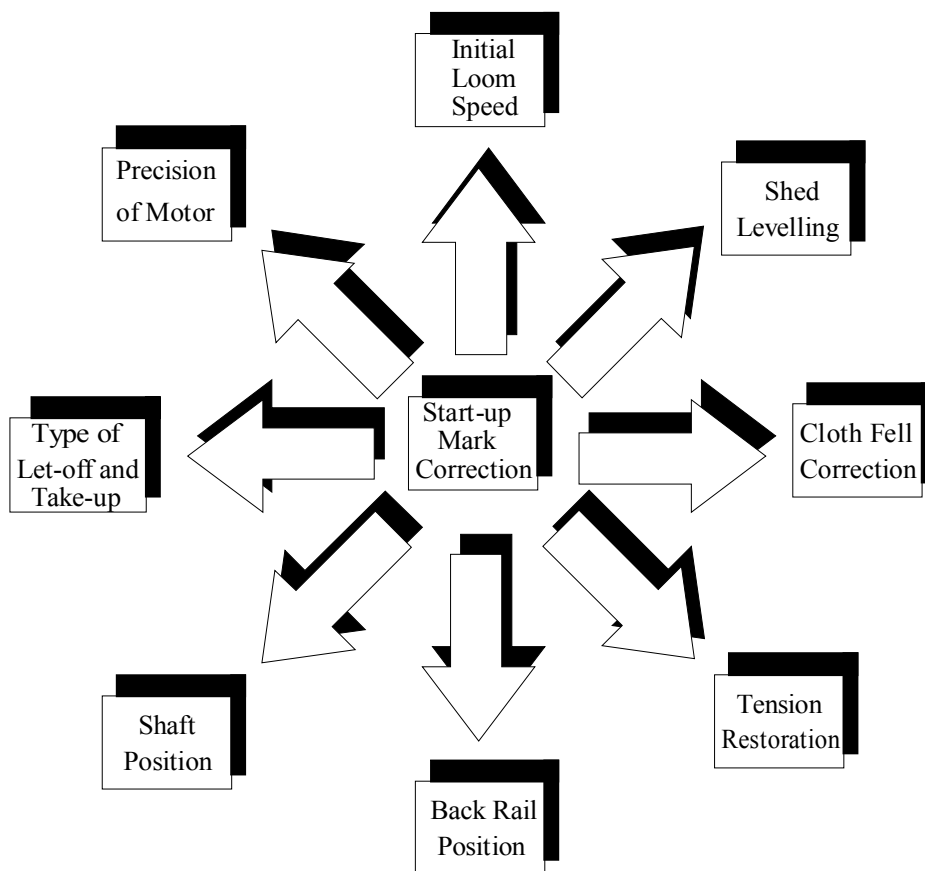 Initial
Loom
Speed
Precision
of Motor
Shed
Levelling
Type of
Let-off and
Take-up
Start-up
Mark
Correction
Cloth Fell
Correction
Shaft
Position
Tension
Restoration
Back Rail
Position